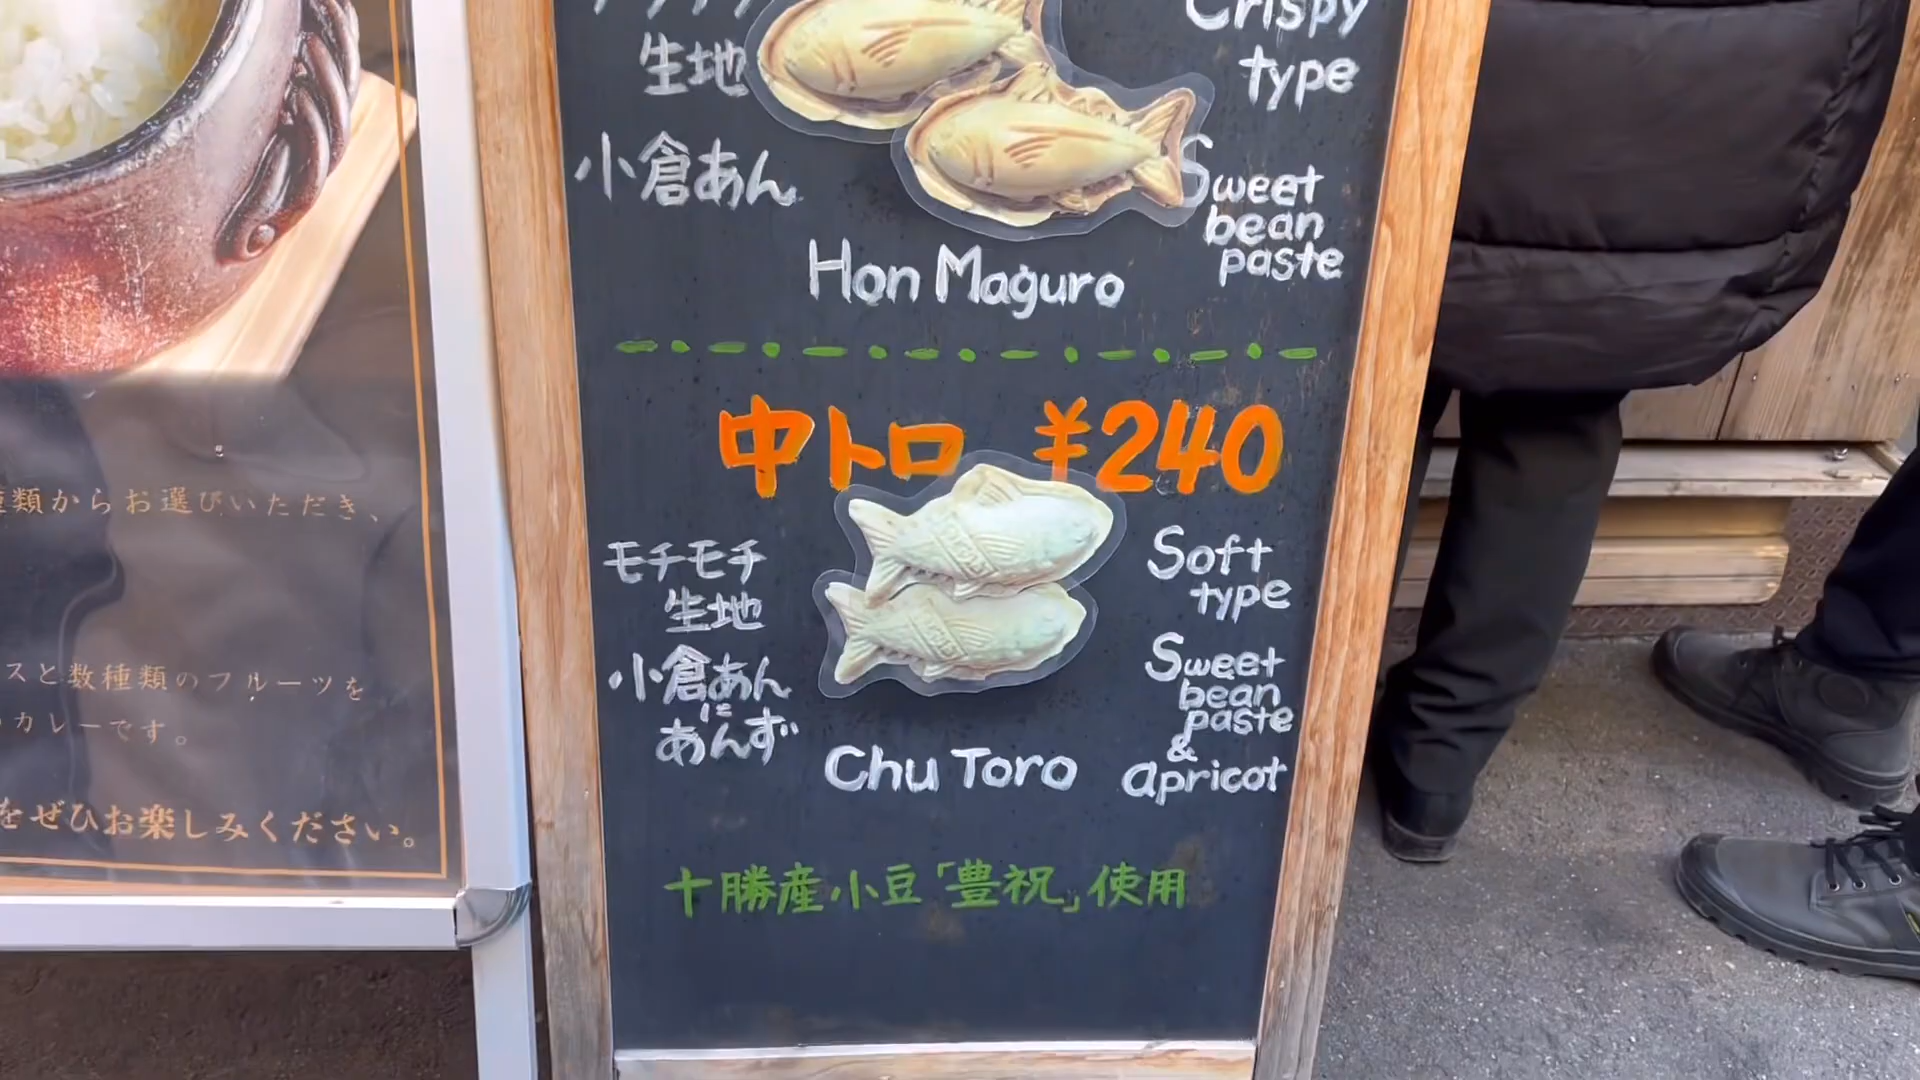 生地
小倉あん
Crispy
type
Sweet
bean
paste
Hon Maguro
中トロ ¥240
モチモチ
生地
小倉あん
に
あんず
Soft
type
Sweet
bean
paste
&
apricot
Chu Toro
十勝産小豆「豊祝」使用
類からお選びいただき、
スと数種類のフルーツを
カレーです。
をぜひお楽しみください。